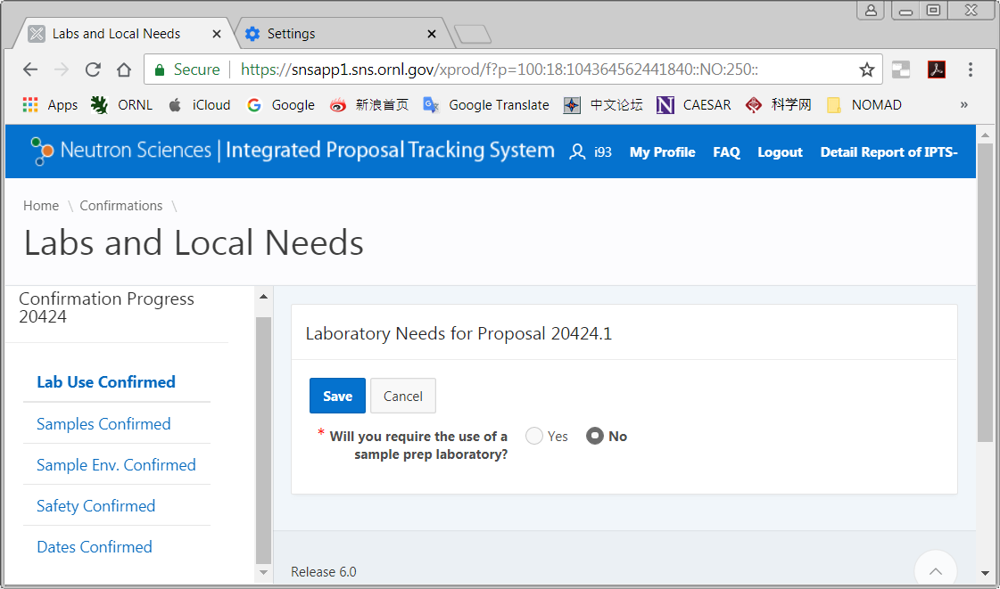 Labs and Local Needs
Settings
Secure
https://snsapp1.sns.ornl.gov/xprod/f?p=100:18:104364562441840::NO:250::
Apps ORNL iCloud Google 新浪首页 Google Translate 中文论坛 CAESAR 科学网 NOMAD »
Neutron Sciences | Integrated Proposal Tracking System i93 My Profile FAQ Logout Detail Report of IPTS-
Home \ Confirmations \
Labs and Local Needs
Confirmation Progress
20424
Lab Use Confirmed
Samples Confirmed
Sample Env. Confirmed
Safety Confirmed
Dates Confirmed
Laboratory Needs for Proposal 20424.1
Save Cancel
* Will you require the use of a
sample prep laboratory?
Yes No
Release 6.0